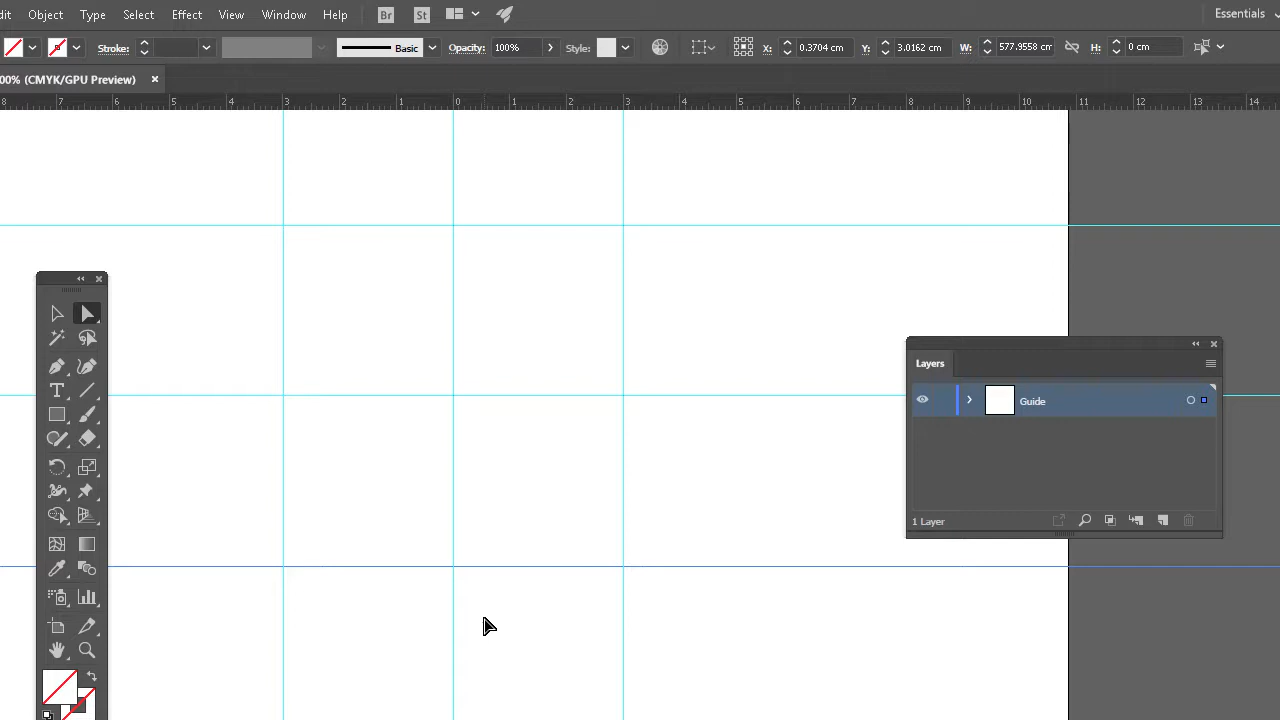 dit Object Type Select Effect View Window Help Br St Essentials
Stroke: Basic Opacity: 100% Style: X: 0.3704 cm Y: 3.0162 cm W: 577.9558 cm H: 0 cm
00% (CMYK/GPU Preview) ×
8 7 6 5 4 3 2 1 0 1 2 3 4 5 6 7 8 9 10 11 12 13 14
Layers
Guide
1 Layer